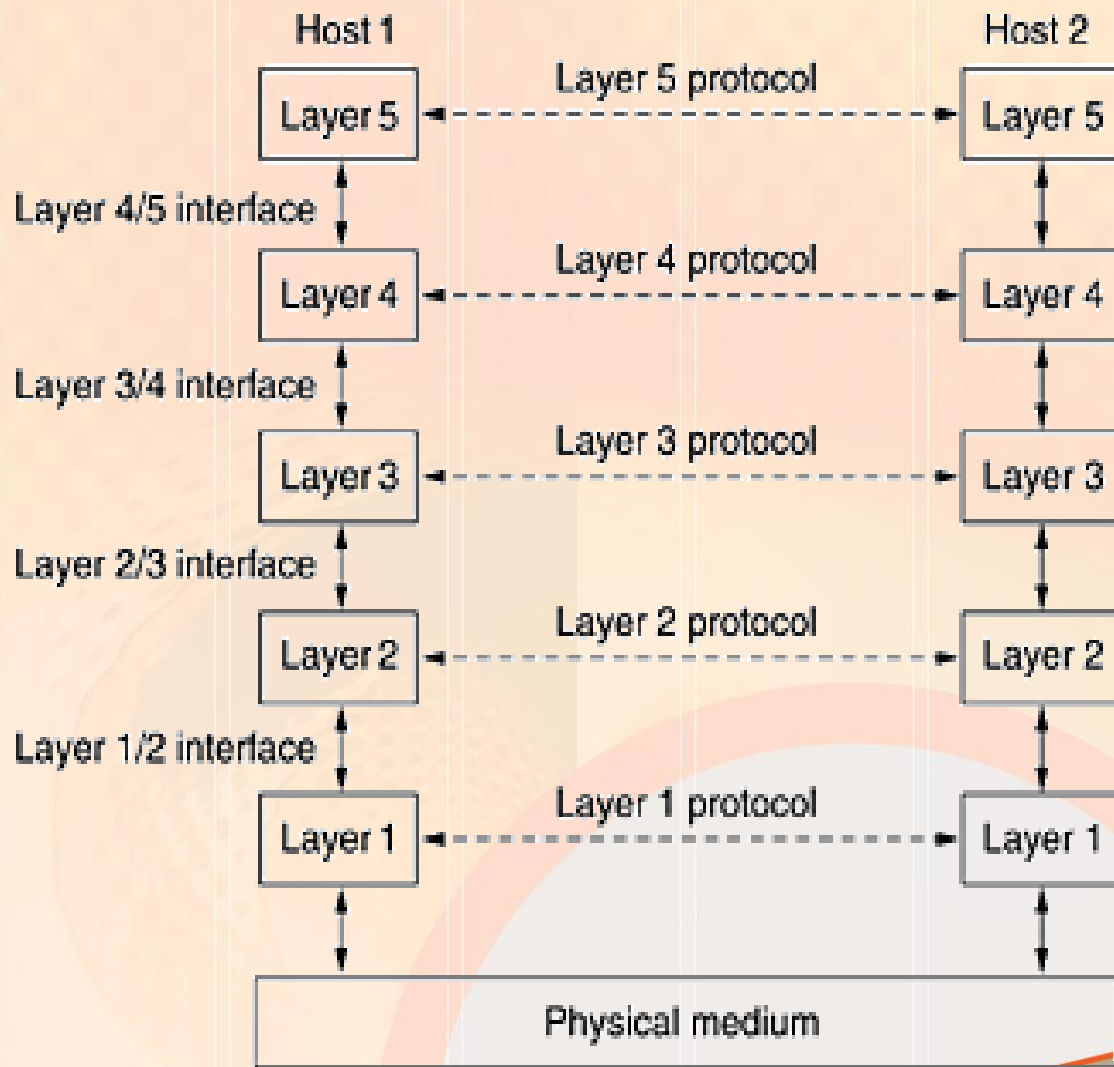 Host 1
Host 2
Layer 5 protocol
Layer 5
Layer 5
Layer 4/5 interface
Layer 4 protocol
Layer 4
Layer 4
Layer 3/4 interface
Layer 3 protocol
Layer 3
Layer 3
Layer 2/3 interface
Layer 2 protocol
Layer 2
Layer 2
Layer 1/2 interface
Layer 1 protocol
Layer 1
Layer 1
Physical medium